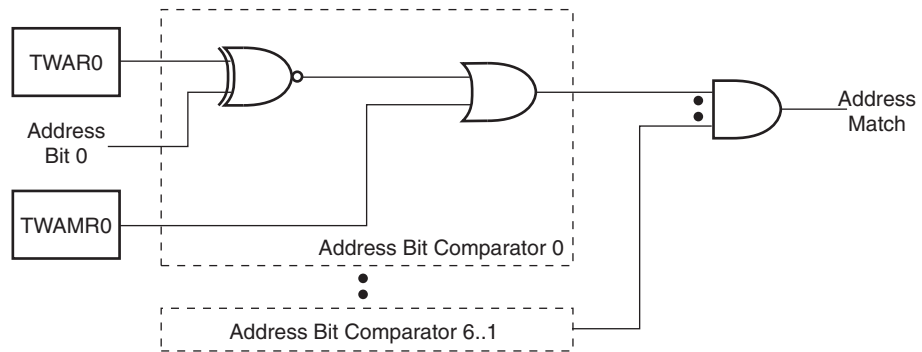 TWAR0
Address
Bit 0
TWAMR0
Address Bit Comparator 0
Address
Match
Address Bit Comparator 6..1